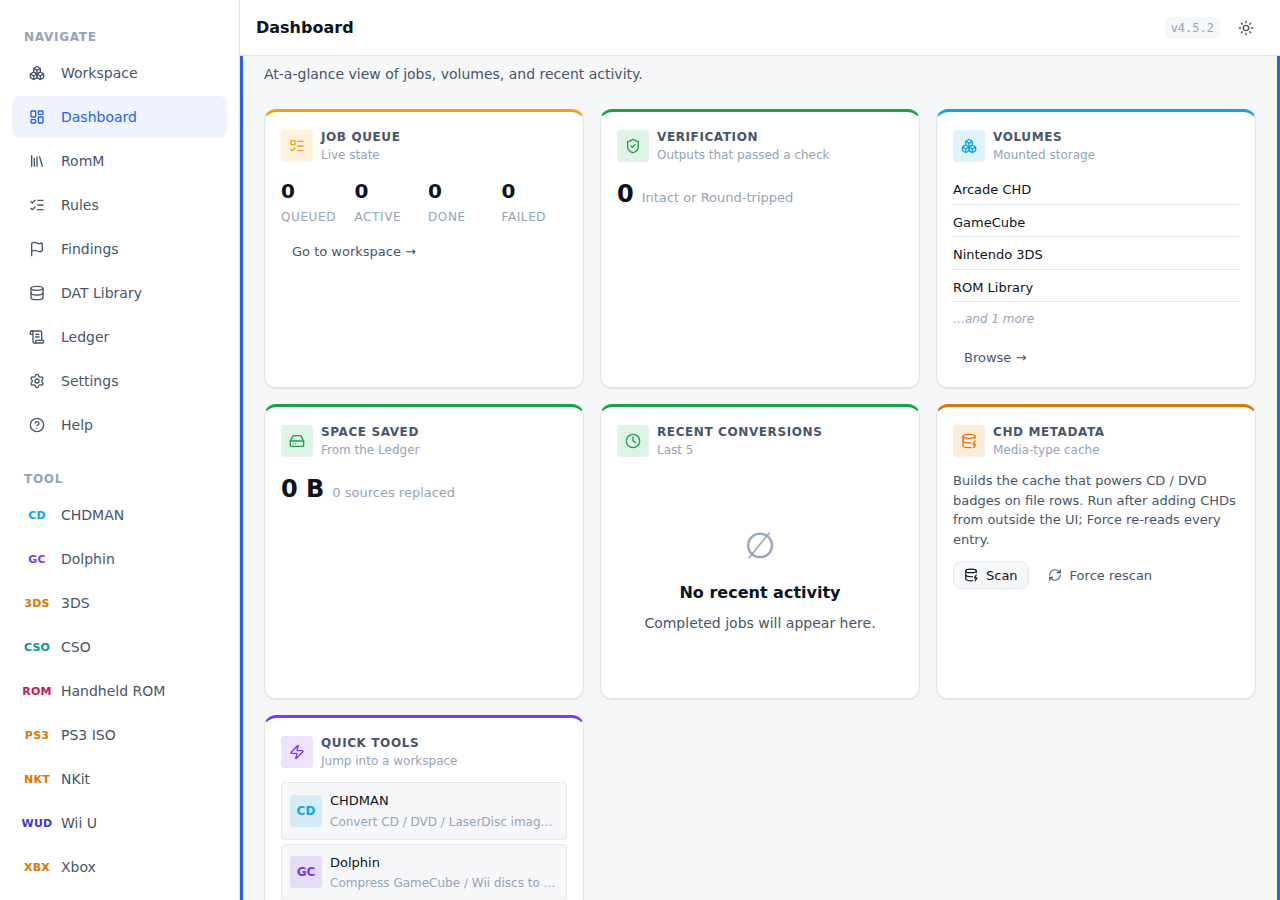 NAVIGATE
Workspace
Dashboard
RomM
Rules
Findings
DAT Library
Ledger
Settings
Help
TOOL
CD CHDMAN
GC Dolphin
3DS 3DS
CSO CSO
ROM Handheld ROM
PS3 PS3 ISO
NKT NKit
WUD Wii U
XBX Xbox
Dashboard
v4.5.2
At-a-glance view of jobs, volumes, and recent activity.
JOB QUEUE
Live state
0 0 0 0
QUEUED ACTIVE DONE FAILED
Go to workspace →
VERIFICATION
Outputs that passed a check
0 Intact or Round-tripped
VOLUMES
Mounted storage
Arcade CHD
GameCube
Nintendo 3DS
ROM Library
…and 1 more
Browse →
SPACE SAVED
From the Ledger
0 B 0 sources replaced
RECENT CONVERSIONS
Last 5
∅
No recent activity
Completed jobs will appear here.
CHD METADATA
Media-type cache
Builds the cache that powers CD / DVD
badges on file rows. Run after adding CHDs
from outside the UI; Force re-reads every
entry.
Scan Force rescan
QUICK TOOLS
Jump into a workspace
CD CHDMAN
Convert CD / DVD / LaserDisc imag…
GC Dolphin
Compress GameCube / Wii discs to …